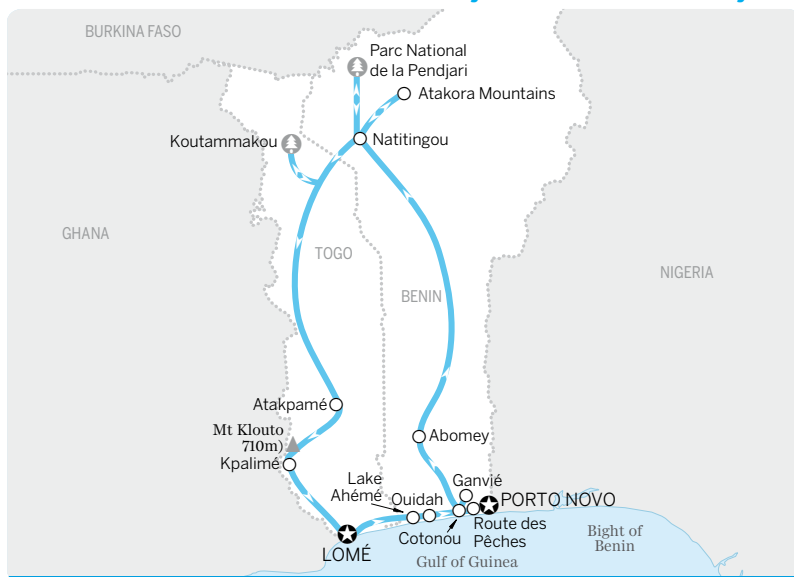 BURKINA FASO
Parc National
de la Pendjari
Atakora Mountains
Koutammakou
Natitingou
GHANA
TOGO
NIGERIA
BENIN
Atakpamé
Mt Klouto
710m)
Abomey
Kpalimé
Lake
Ahémé
Ouidah
Ganvié
PORTO NOVO
Cotonou
Route des
Pêches
LOMÉ
Gulf of Guinea
Bight of
Benin